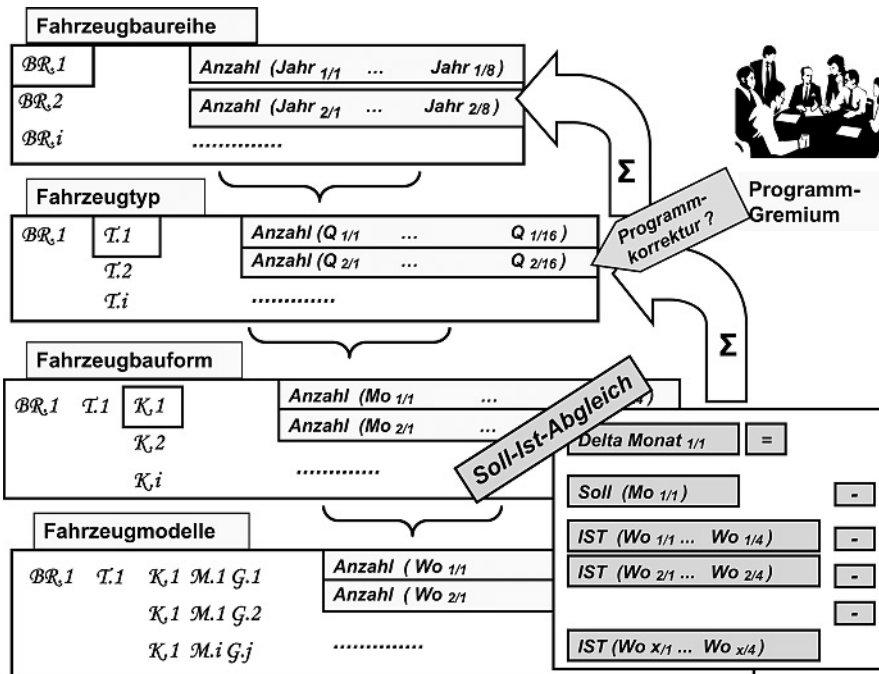 Fahrzeugbaureihe
BR,1 Anzahl (Jahr 1/1 ... Jahr 1/8)
BR,2 Anzahl (Jahr 2/1 ... Jahr 2/8)
BR,i ..............
Σ
Programm-
Gremium
Programm-
korrektur ?
Fahrzeugtyp
BR,1 T.1 Anzahl (Q 1/1 ... Q 1/16)
T.2 Anzahl (Q 2/1 ... Q 2/16)
T.i .............
Σ
Fahrzeugbauform
BR,1 T.1 K,1 Anzahl (Mo 1/1 ... )
K,2 Anzahl (Mo 2/1 ...
K,i .............
Soll-Ist-Abgleich
Delta Monat 1/1 =
Soll (Mo 1/1) -
IST (Wo 1/1 ... Wo 1/4) -
IST (Wo 2/1 ... Wo 2/4) -
-
IST (Wo x/1 ... Wo x/4)
Fahrzeugmodelle
BR,1 T.1 K,1 M.1 G.1 Anzahl ( Wo 1/1
K,1 M.1 G.2 Anzahl ( Wo 2/1
K,1 M.i G.j ..............